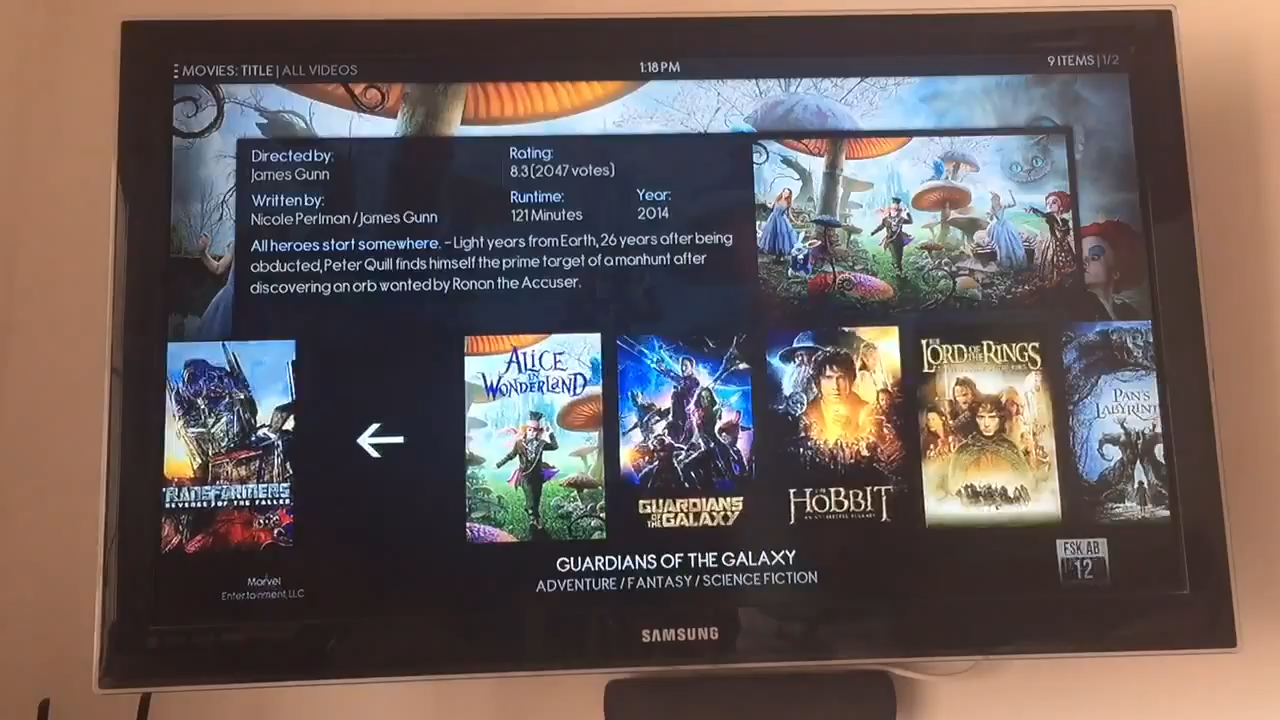 MOVIES: TITLE | ALL VIDEOS
1:18 PM
9 ITEMS | 1/2
Directed by:
James Gunn
Rating:
8.3 (2047 votes)
Written by:
Nicole Perlman / James Gunn
Runtime:
121 Minutes
Year:
2014
All heroes start somewhere. - Light years from Earth, 26 years after being
abducted, Peter Quill finds himself the prime target of a manhunt after
discovering an orb wanted by Ronan the Accuser.
TRANSFORMERS
REVENGE OF THE FALLEN
ALICE
IN
WONDERLAND
GUARDIANS
OF THE GALAXY
THE
HOBBIT
AN UNEXPECTED JOURNEY
THE
LORD OF THE RINGS
PAN'S
LABYRINT
GUARDIANS OF THE GALAXY
ADVENTURE / FANTASY / SCIENCE FICTION
Marvel
Entertainment, LLC
FSK AB
12
SAMSUNG